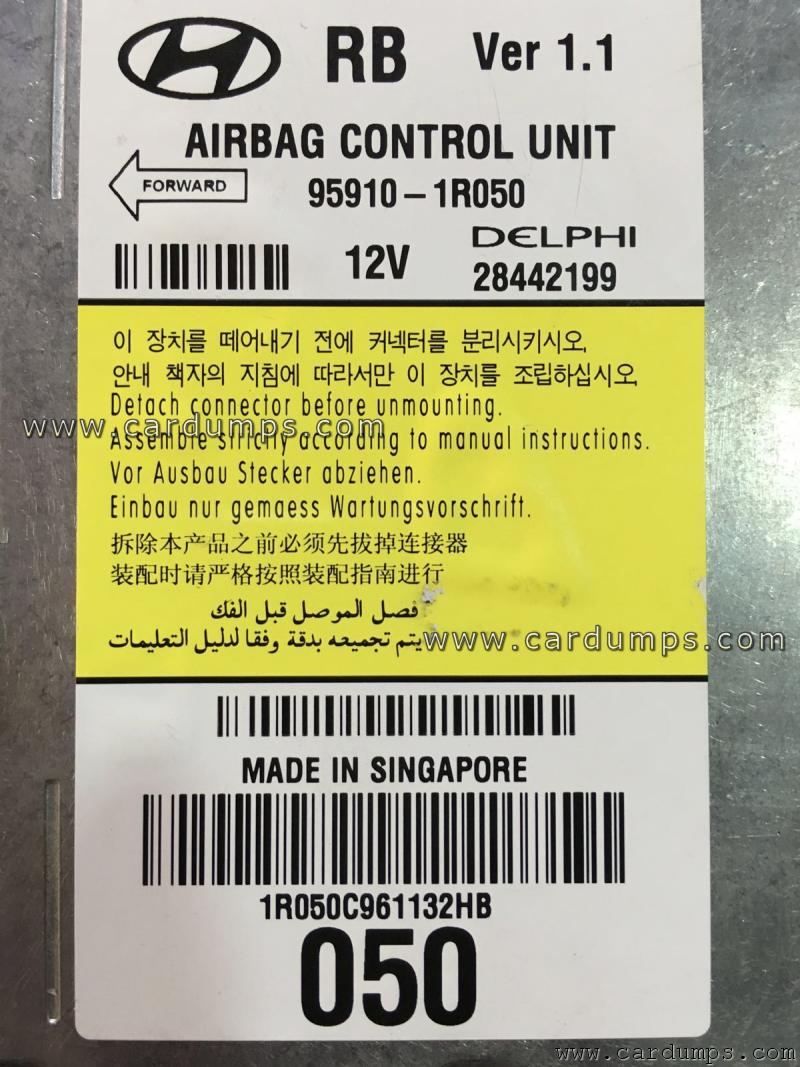 RB Ver 1.1
AIRBAG CONTROL UNIT
FORWARD
95910-1R050
12V
DELPHI
28442199
이 장치를 떼어내기 전에 커넥터를 분리시키시오.
안내 책자의 지침에 따라서만 이 장치를 조립하십시오.
Detach connector before unmounting.
www.cardumps.com
Assemble strictly according to manual instructions.
Vor Ausbau Stecker abziehen.
Einbau nur gemaess Wartungsvorschrift.
拆除本产品之前必须先拔掉连接器
装配时请严格按照装配指南进行
فصل الموصل قبل الفك
يتم تجميعه بدقة وفقا لدليل التعليمات
www.cardumps.com
MADE IN SINGAPORE
1R050C961132HB
050
www.cardumps.com